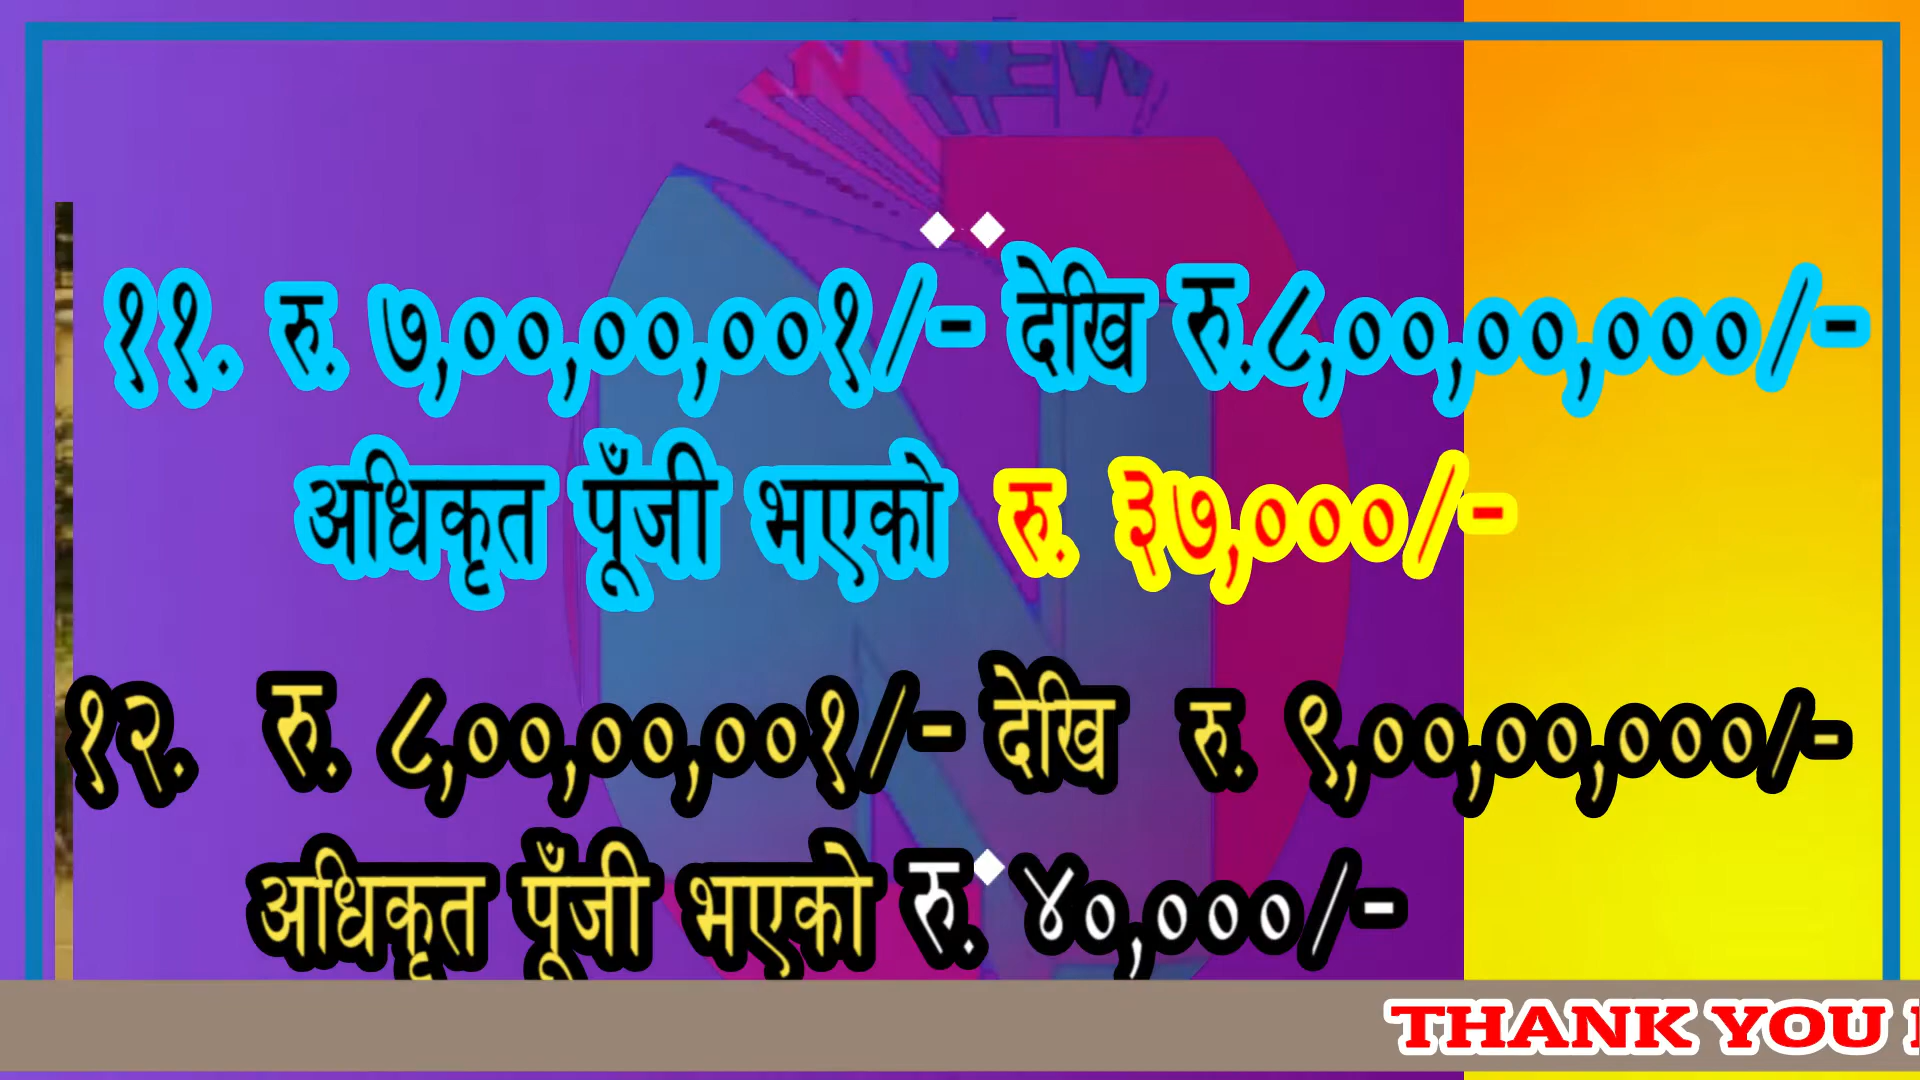 NEW
११. रु. ७,००,००,००१/- देखि रु.८,००,००,०००/-
अधिकृत पूँजी भएको रु. ३७,०००/-
१२. रु. ८,००,००,००१/- देखि रु. ९,००,००,०००/-
अधिकृत पूँजी भएको रु. ४०,०००/-
THANK YOU